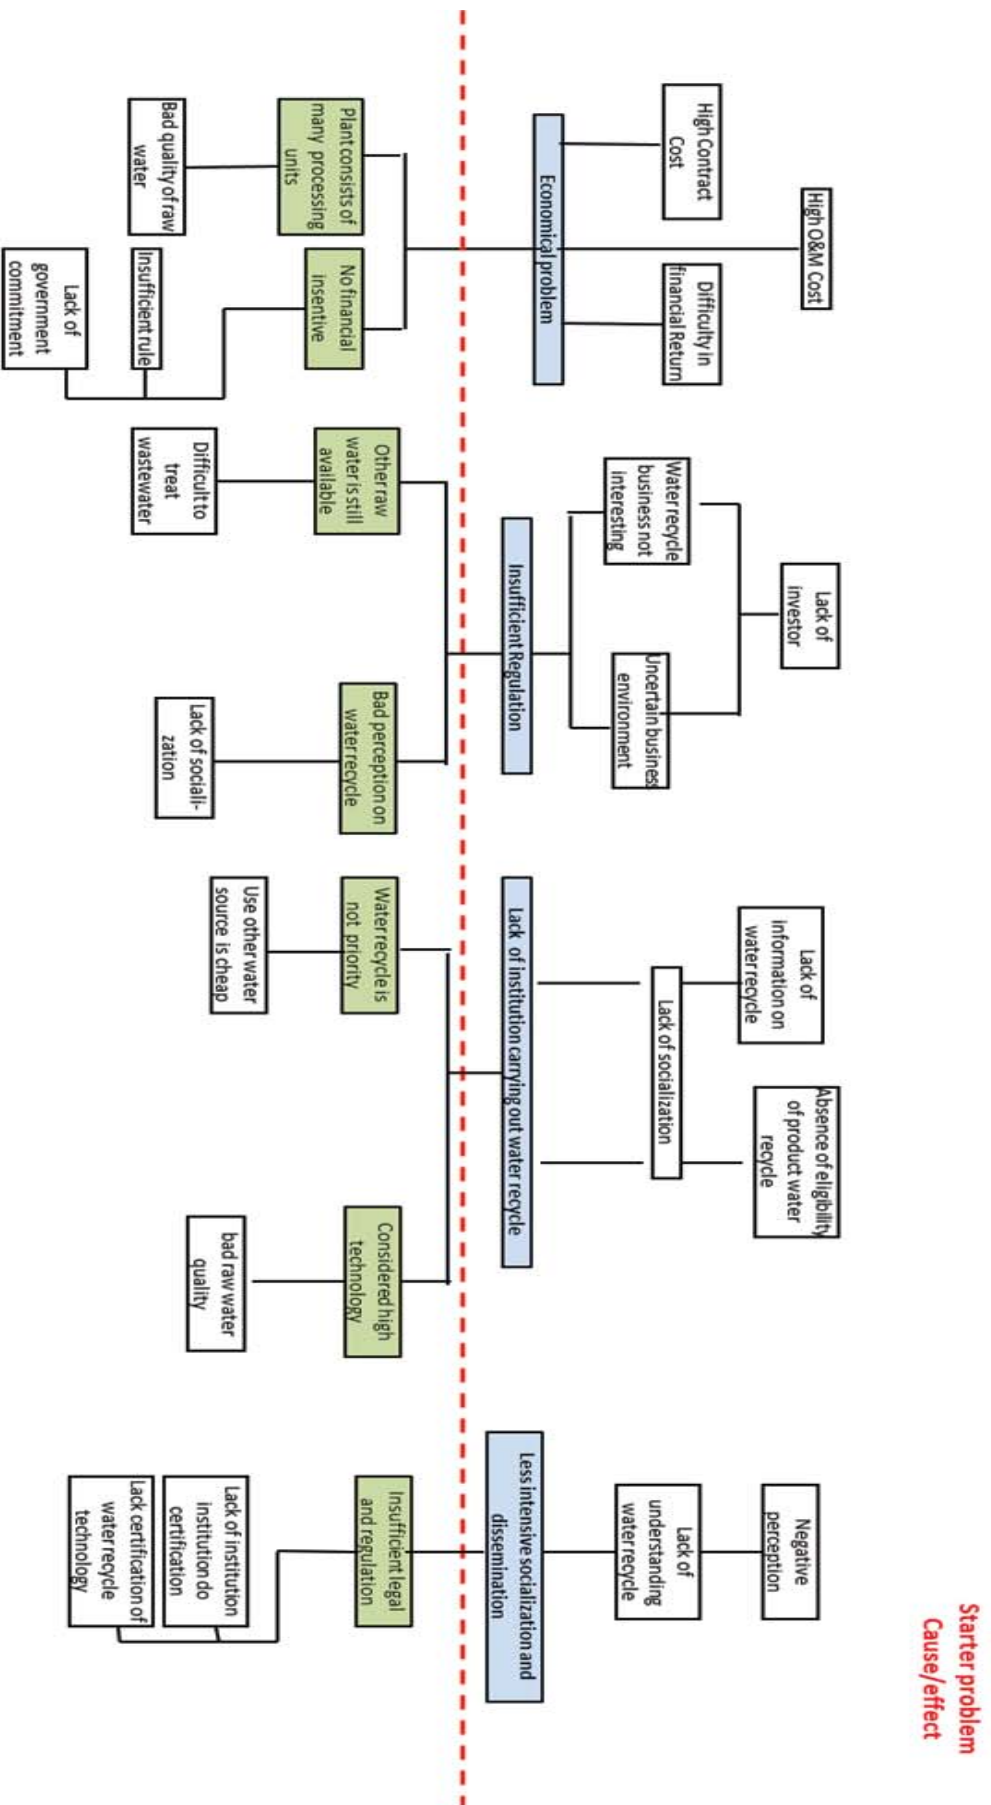 Starter problem
Cause/effect
High O&M Cost
High Contract
Cost
Difficulty in
financial Return
Economical problem
Plant consists of
many processing
units
No financial
insentive
Bad quality of raw
water
Insufficient rule
Lack of
government
commitment
Lack of
investor
Water recycle
business not
interesting
Uncertain business
environment
Insufficient Regulation
Other raw
water is still
available
Bad perception on
water recycle
Difficult to
treat
wastewater
Lack of sociali-
zation
Lack of
information on
water recycle
Absence of eligibility
of product water
recycle
Lack of socialization
Lack of institution carrying out water recycle
Water recycle is
not priority
Considered high
technology
Use other water
source is cheap
bad raw water
quality
Negative
perception
Lack of
understanding
water recycle
Less intensive socialization and
dissemination
Insufficient legal
and regulation
Lack of institution
institution do
certification
Lack certification of
water recycle
technology